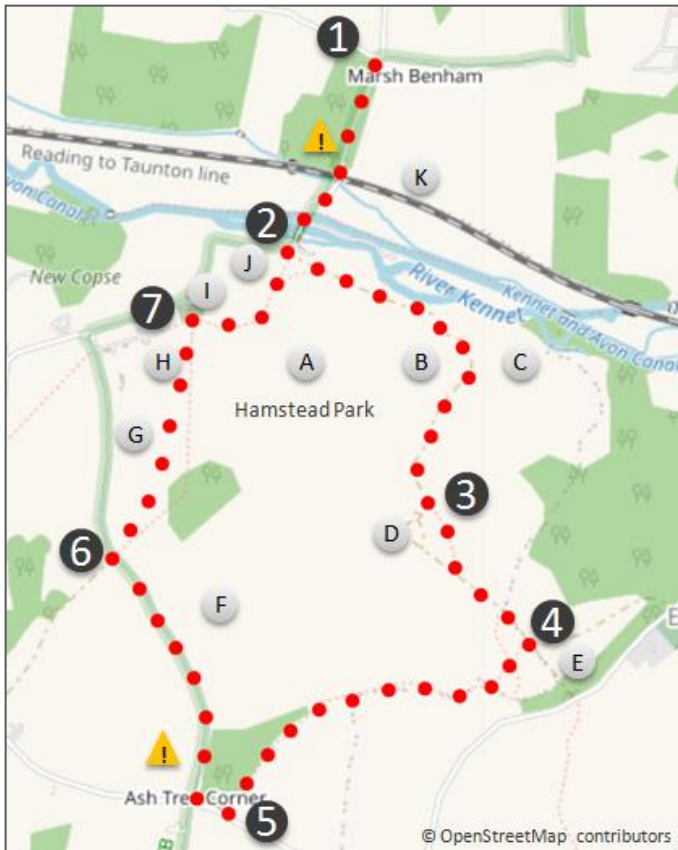 1
Marsh Benham
!
Reading to Taunton line
K
Avon Canal
2
J
River Kennet
New Copse
I
Kennet and Avon Canal
7
H
A
B
C
Hamstead Park
G
3
D
6
F
4
E
E
!
Ash Tree Corner
5
B
© OpenStreetMap contributors